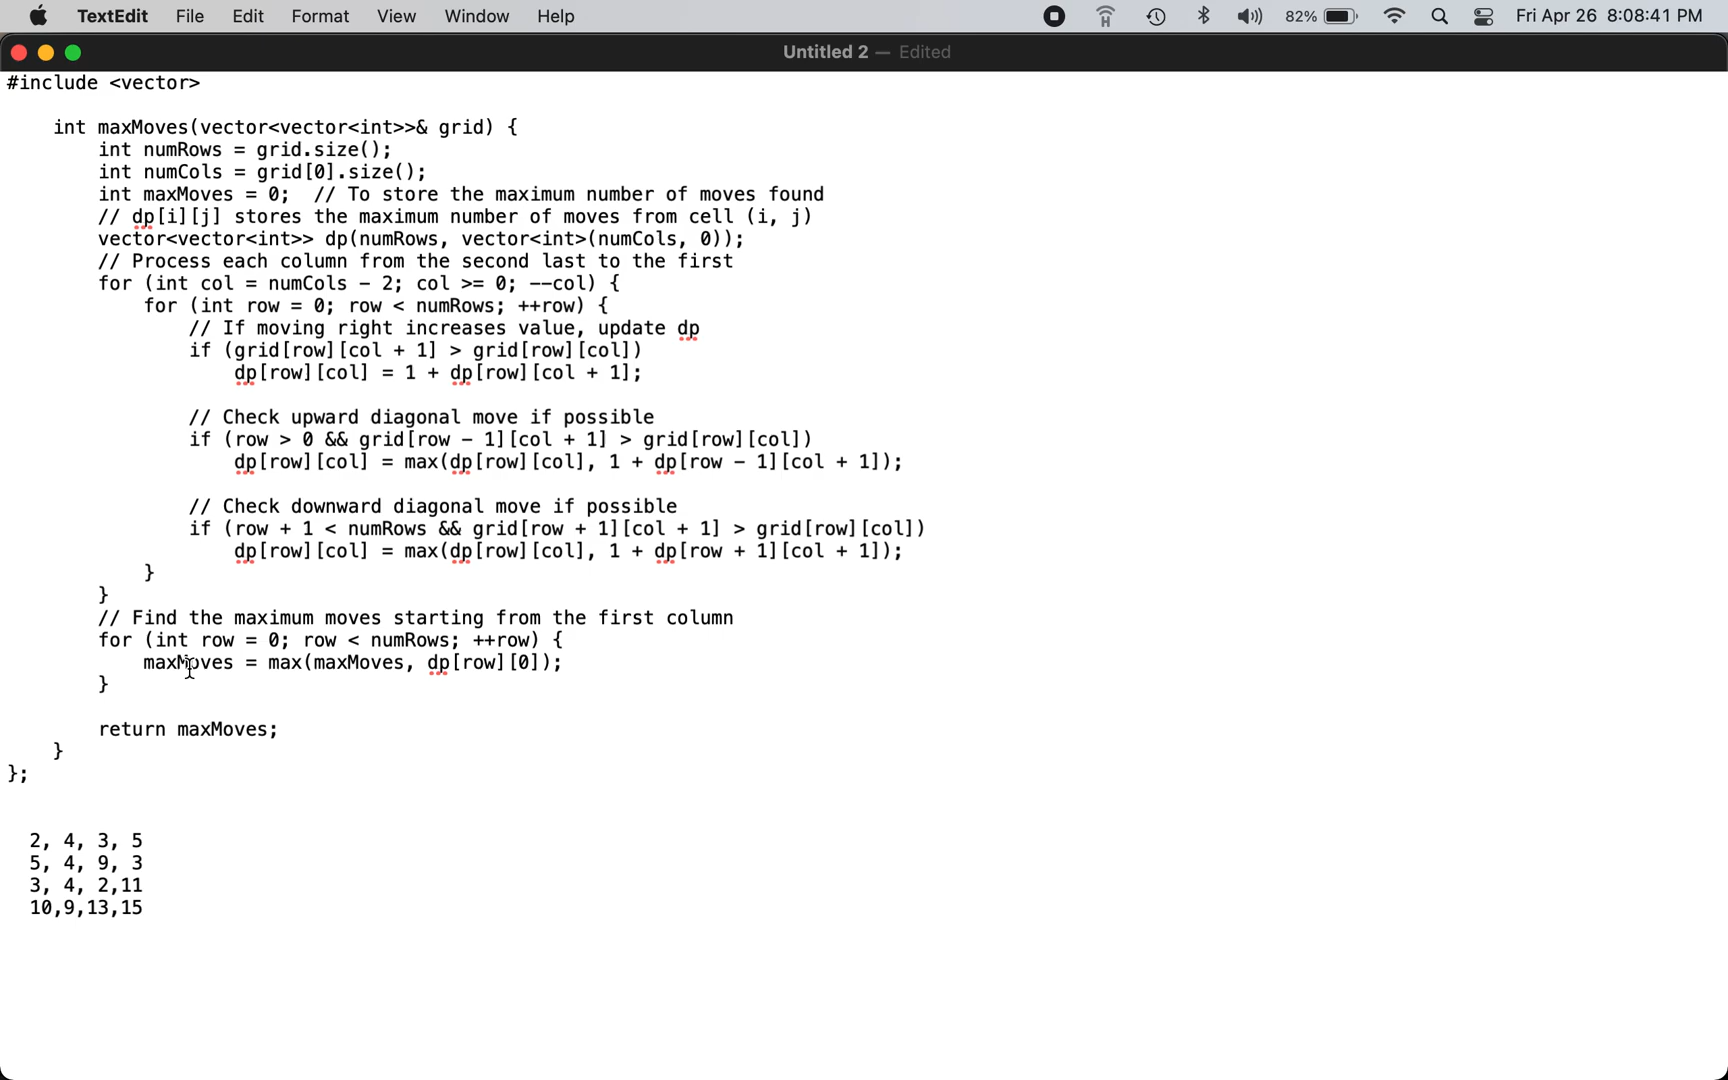 TextEdit File Edit Format View Window Help 82% Fri Apr 26 8:08:41 PM
Untitled 2 — Edited
#include <vector>
int maxMoves(vector<vector<int>>& grid) {
int numRows = grid.size();
int numCols = grid[0].size();
int maxMoves = 0; // To store the maximum number of moves found
// dp[i][j] stores the maximum number of moves from cell (i, j)
vector<vector<int>> dp(numRows, vector<int>(numCols, 0));
// Process each column from the second last to the first
for (int col = numCols - 2; col >= 0; --col) {
for (int row = 0; row < numRows; ++row) {
// If moving right increases value, update dp
if (grid[row][col + 1] > grid[row][col])
dp[row][col] = 1 + dp[row][col + 1];
// Check upward diagonal move if possible
if (row > 0 && grid[row - 1][col + 1] > grid[row][col])
dp[row][col] = max(dp[row][col], 1 + dp[row - 1][col + 1]);
// Check downward diagonal move if possible
if (row + 1 < numRows && grid[row + 1][col + 1] > grid[row][col])
dp[row][col] = max(dp[row][col], 1 + dp[row + 1][col + 1]);
}
}
// Find the maximum moves starting from the first column
for (int row = 0; row < numRows; ++row) {
maxMoves = max(maxMoves, dp[row][0]);
}
return maxMoves;
}
};
2, 4, 3, 5
5, 4, 9, 3
3, 4, 2,11
10,9,13,15